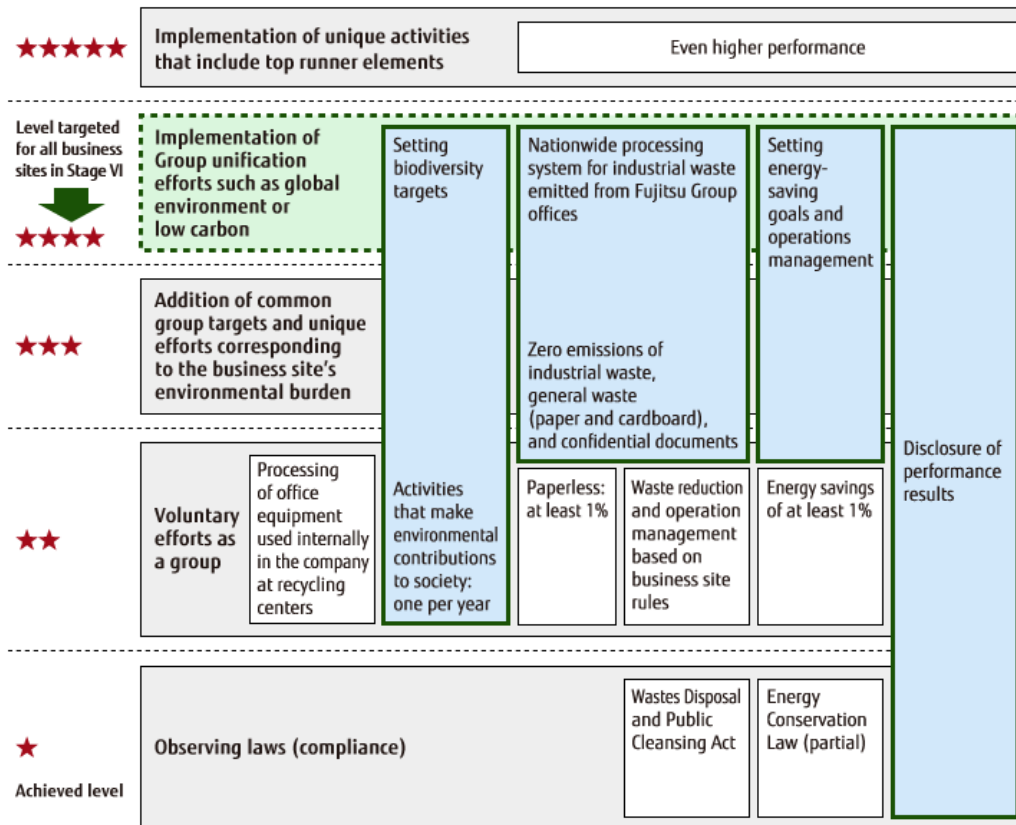 ★★★★★
Implementation of unique activities
that include top runner elements
Even higher performance
Level targeted
for all business
sites in Stage VI
★★★★
Implementation of
Group unification
efforts such as global
environment or
low carbon
Setting
biodiversity
targets
Nationwide processing
system for industrial waste
emitted from Fujitsu Group
offices
Setting
energy-
saving
goals and
operations
management
★★★
Addition of common
group targets and unique
efforts corresponding
to the business site's
environmental burden
Zero emissions of
industrial waste,
general waste
(paper and cardboard),
and confidential documents
Disclosure of
performance
results
★★
Voluntary
efforts as
a group
Processing
of office
equipment
used internally
in the company
at recycling
centers
Activities
that make
environmental
contributions
to society:
one per year
Paperless:
at least 1%
Waste reduction
and operation
management
based on
business site
rules
Energy savings
of at least 1%
★
Achieved level
Observing laws (compliance)
Wastes Disposal
and Public
Cleansing Act
Energy
Conservation
Law (partial)